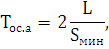 Tос.а = 2 L/Sмин,